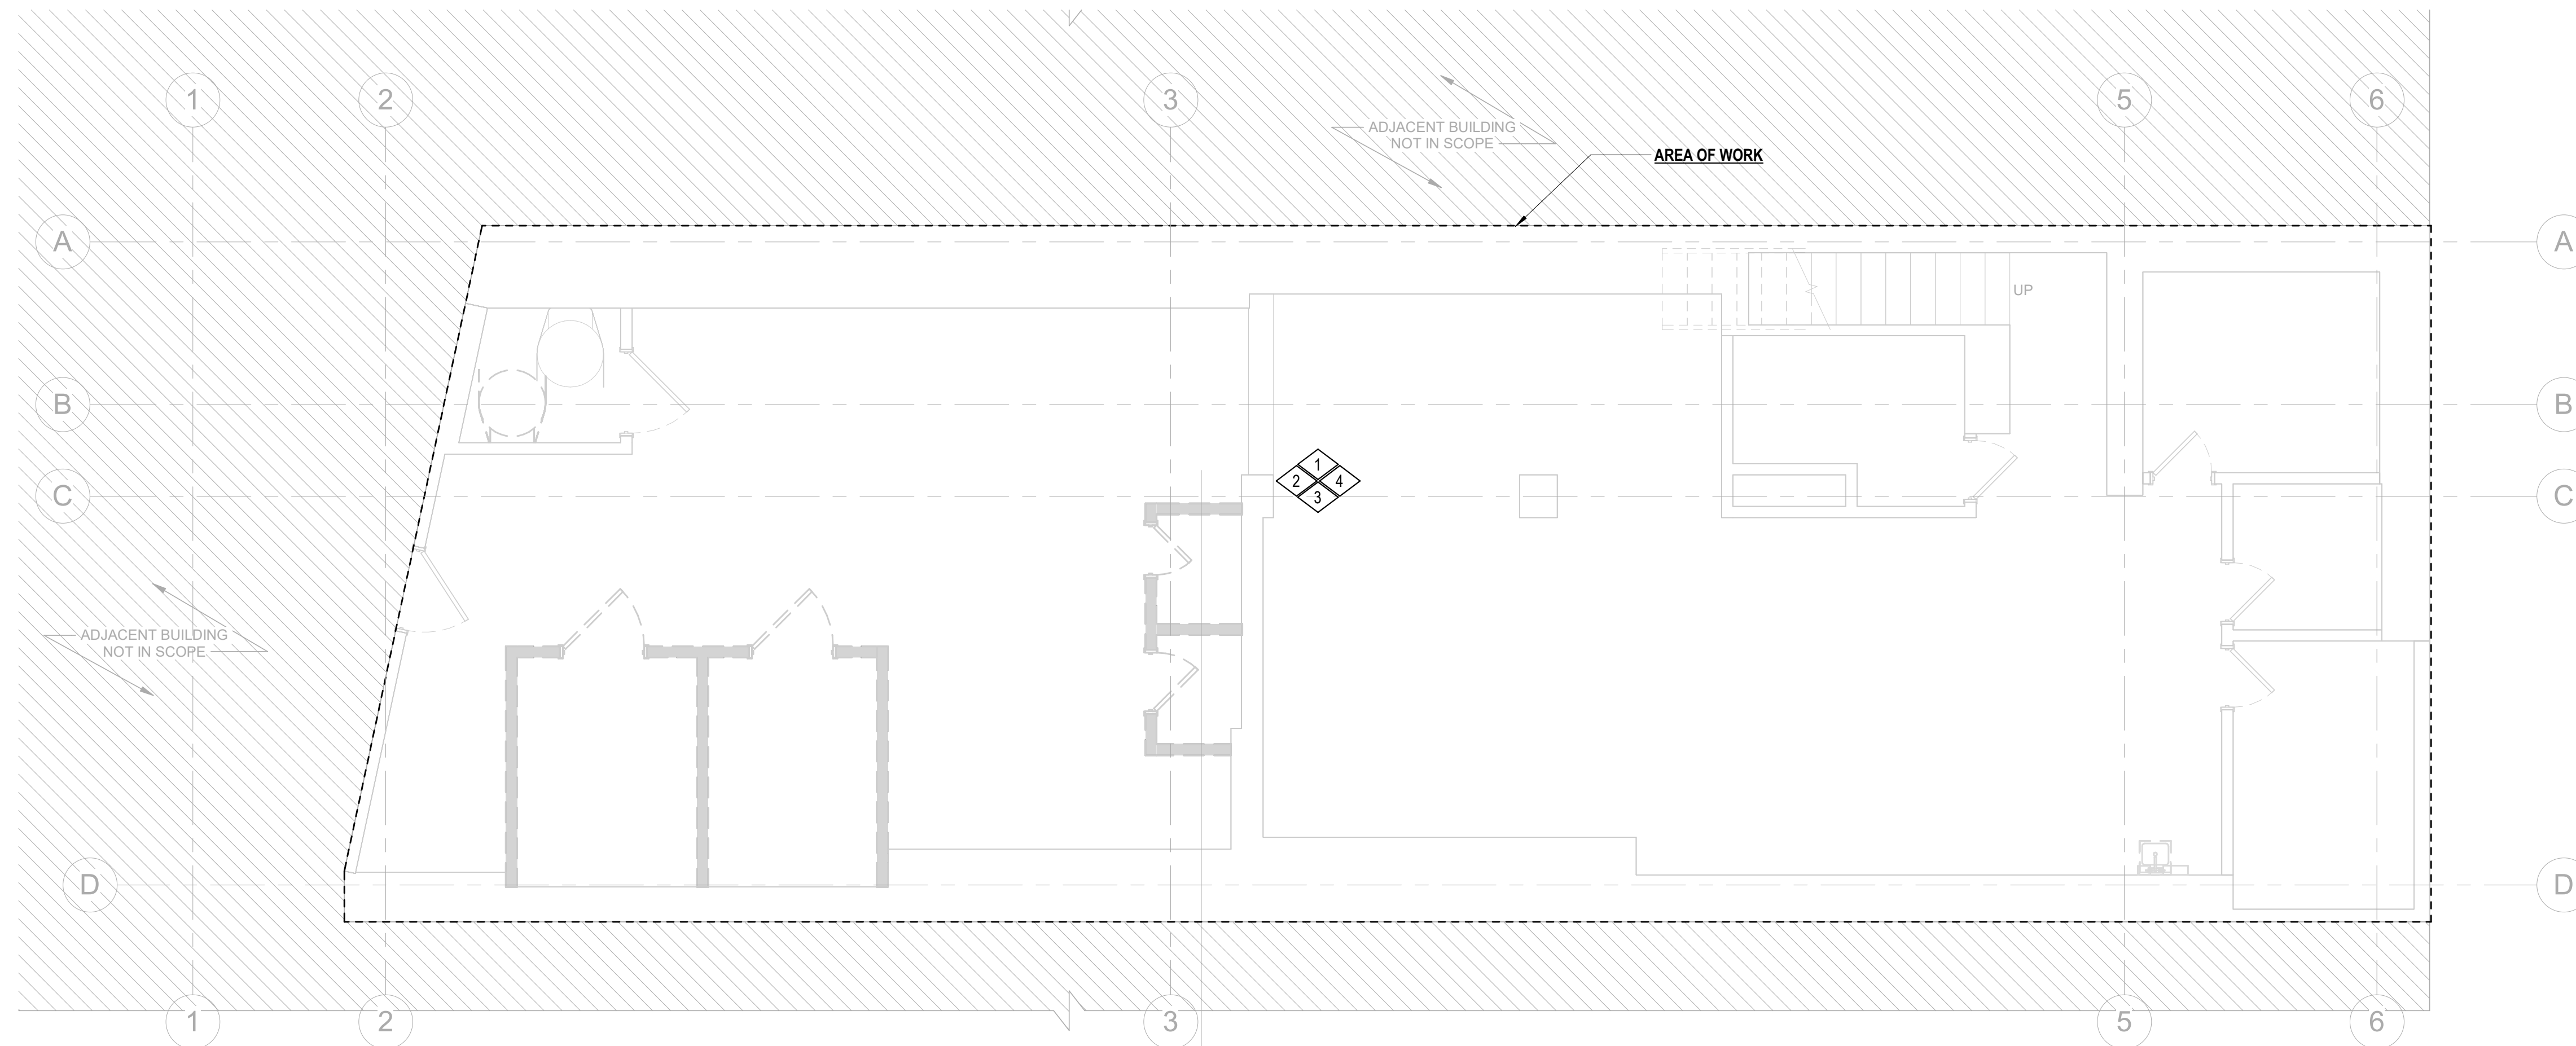 1
2
3
5
6
ADJACENT BUILDING
NOT IN SCOPE
AREA OF WORK
A
A
UP
B
B
1
2
4
3
C
C
ADJACENT BUILDING
NOT IN SCOPE
D
D
1
2
3
5
6